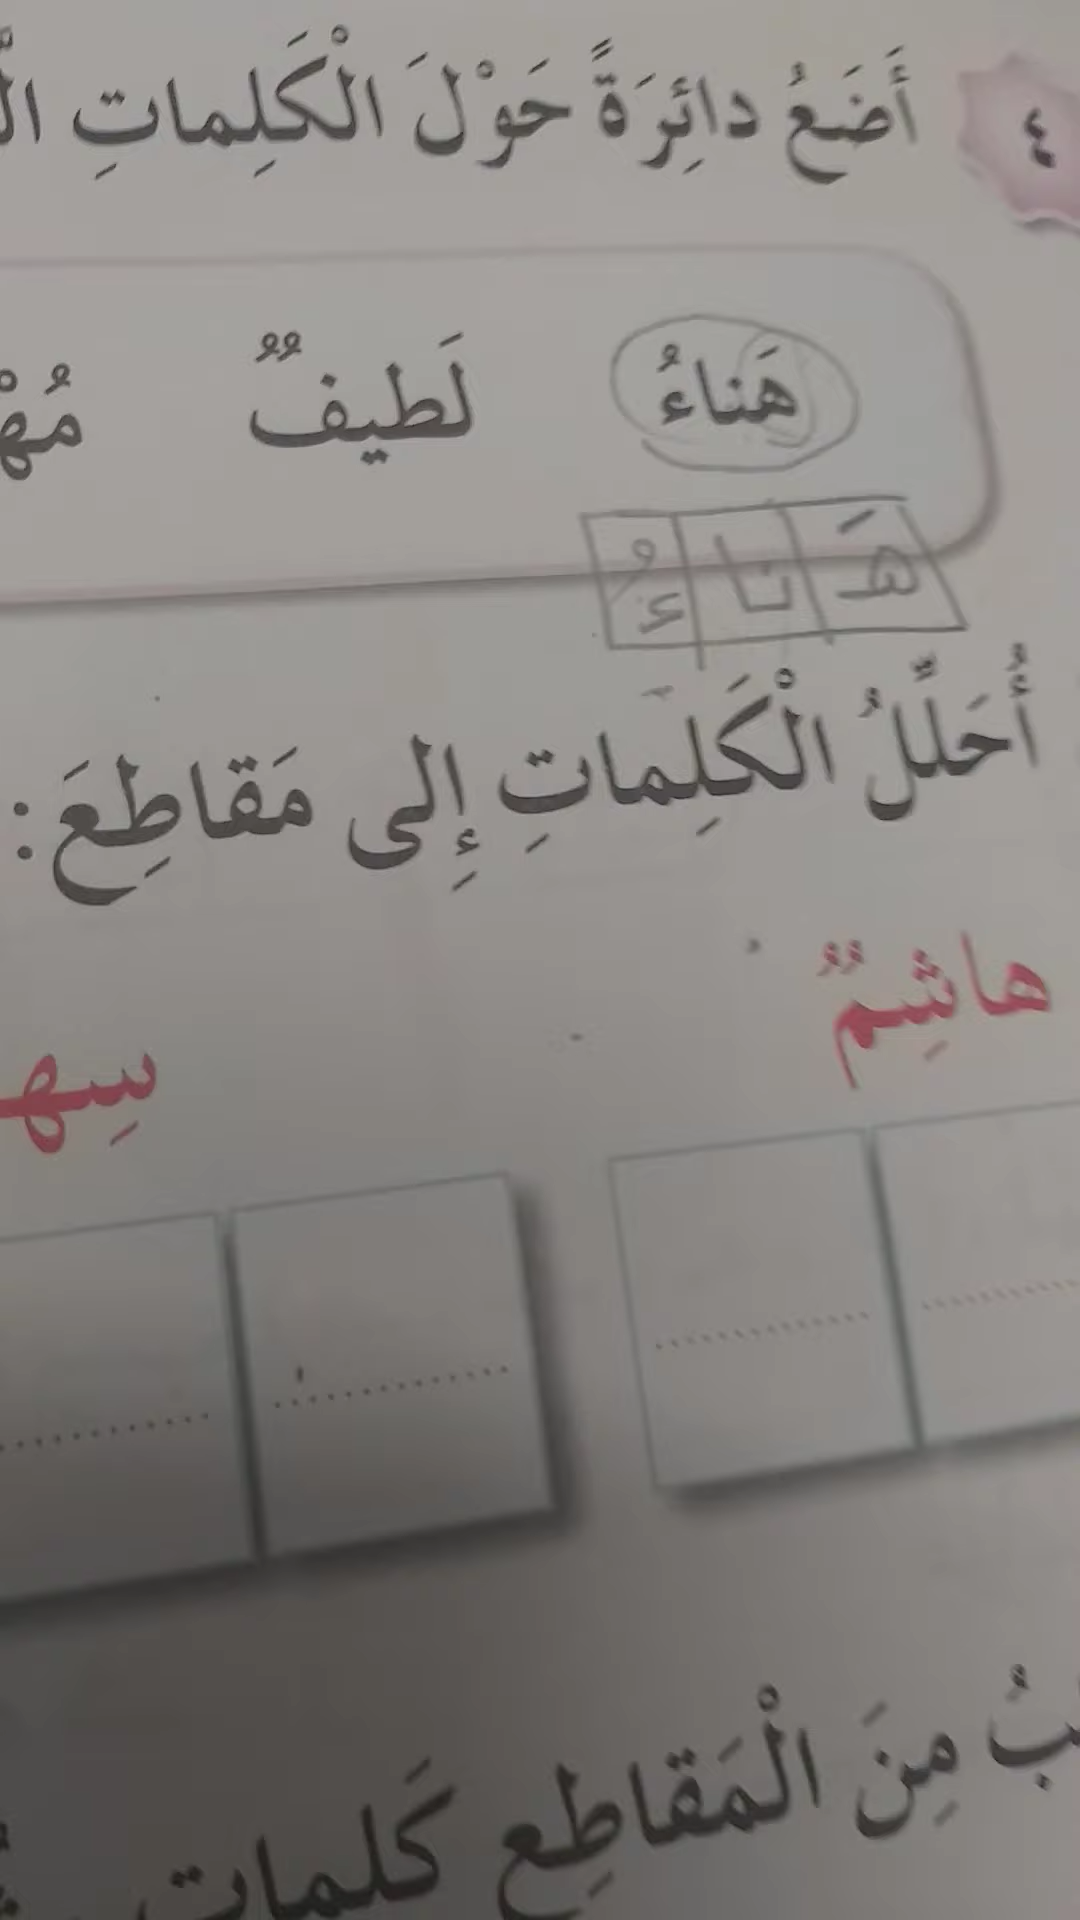 ٤ أَضَعُ دائِرَةً حَوْلَ الْكَلِماتِ
هَناءُ لَطيفٌ
هَـ نا ءُ
أُحَلِّلُ الْكَلِماتِ إِلى مَقاطِعَ :
هاشِمٌ
مِنَ الْمَقاطِعِ كَلِماتٍ